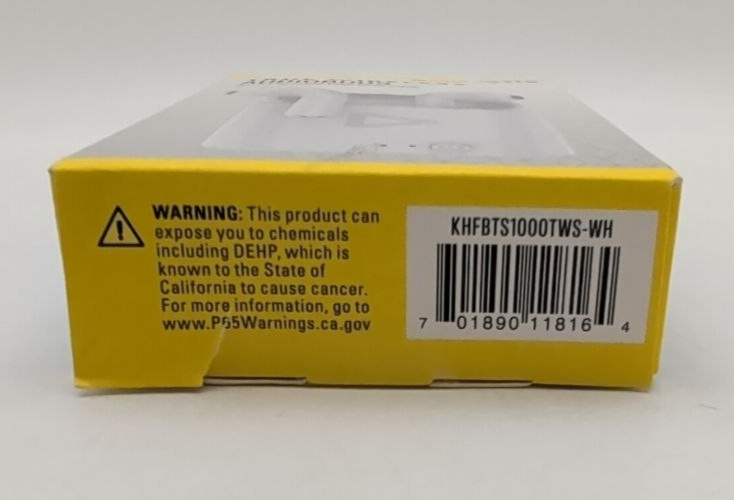 WARNING: This product can
expose you to chemicals
including DEHP, which is
known to the State of
California to cause cancer.
For more information, go to
www.P65Warnings.ca.gov
KHFBTS1000TWS-WH
7 01890 11816 4